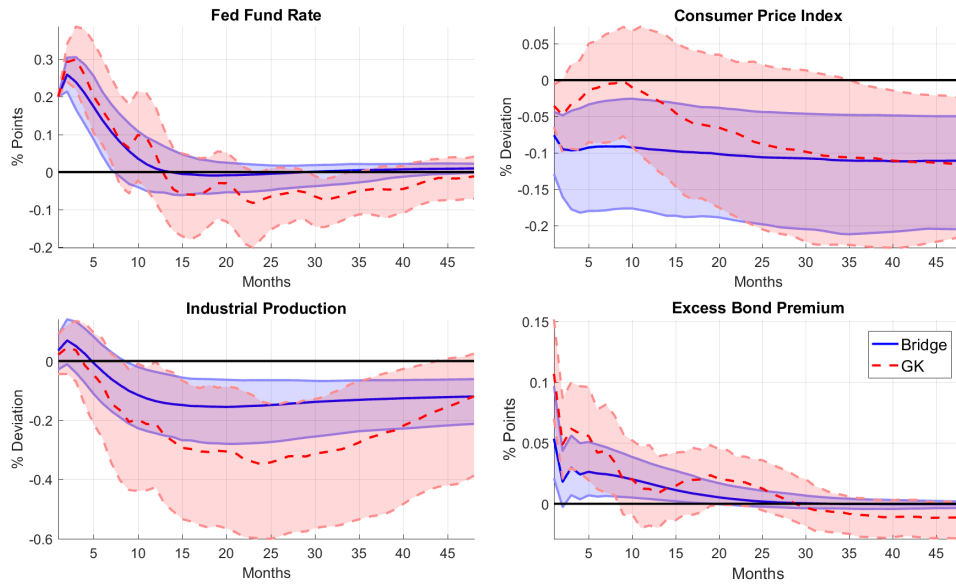 Fed Fund Rate
% Points
0.3
0.2
0.1
0
-0.1
-0.2
5 10 15 20 25 30 35 40 45
Months
Consumer Price Index
% Deviation
0.05
0
-0.05
-0.1
-0.15
-0.2
5 10 15 20 25 30 35 40 45
Months
Industrial Production
% Deviation
0
-0.2
-0.4
-0.6
5 10 15 20 25 30 35 40 45
Months
Excess Bond Premium
% Points
0.15
0.1
0.05
0
5 10 15 20 25 30 35 40 45
Months
Bridge
GK